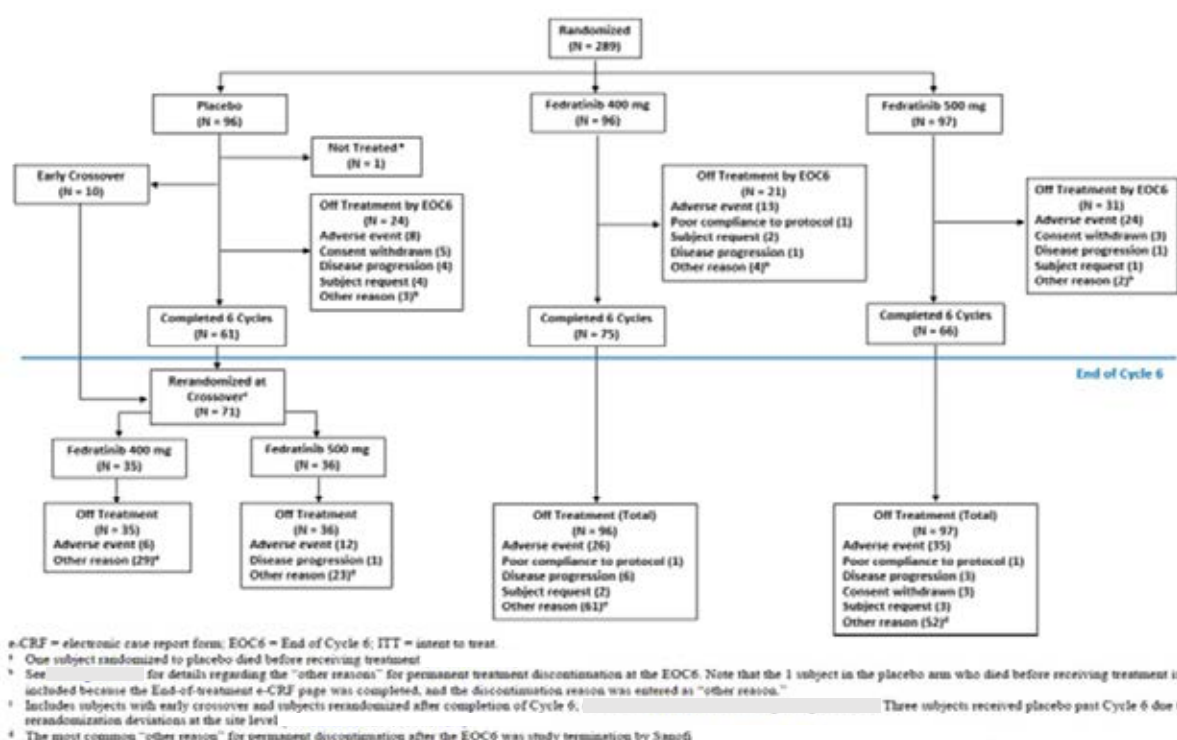 Randomized
(N = 289)
Placebo
(N = 96)
Fedratinib 400 mg
(N = 96)
Fedratinib 500 mg
(N = 97)
Not Treated ᵃ
(N = 1)
Early Crossover
(N = 10)
Off Treatment by EOC6
(N = 24)
Adverse event (8)
Consent withdrawn (5)
Disease progression (4)
Subject request (4)
Other reason (3)ᵇ
Off Treatment by EOC6
(N = 21)
Adverse event (13)
Poor compliance to protocol (1)
Subject request (2)
Disease progression (1)
Other reason (4)ᵇ
Off Treatment by EOC6
(N = 31)
Adverse event (24)
Consent withdrawn (3)
Disease progression (1)
Subject request (1)
Other reason (2)ᵇ
Completed 6 Cycles
(N = 61)
Completed 6 Cycles
(N = 75)
Completed 6 Cycles
(N = 66)
End of Cycle 6
Rerandomized at
Crossoverᶜ
(N = 71)
Fedratinib 400 mg
(N = 35)
Fedratinib 500 mg
(N = 36)
Off Treatment
(N = 35)
Adverse event (6)
Other reason (29)ᵈ
Off Treatment
(N = 36)
Adverse event (12)
Disease progression (1)
Other reason (23)ᵈ
Off Treatment (Total)
(N = 96)
Adverse event (26)
Poor compliance to protocol (1)
Disease progression (6)
Subject request (2)
Other reason (61)ᵈ
Off Treatment (Total)
(N = 97)
Adverse event (35)
Poor compliance to protocol (1)
Disease progression (3)
Consent withdrawn (3)
Subject request (3)
Other reason (52)ᵈ
e-CRF = electronic case report form; EOC6 = End of Cycle 6; ITT = intent to treat.
ᵃ One subject randomized to placebo died before receiving treatment
ᵇ See for details regarding the “other reasons” for permanent treatment discontinuation at the EOC6. Note that the 1 subject in the placebo arm who died before receiving treatment i
included because the End-of-treatment e-CRF page was completed, and the discontinuation reason was entered as “other reason.”
ᶜ Includes subjects with early crossover and subjects rerandomized after completion of Cycle 6, Three subjects received placebo past Cycle 6 due
rerandomization deviations at the site level
ᵈ The most common “other reason” for permanent discontinuation after the EOC6 was study termination by Sanofi.